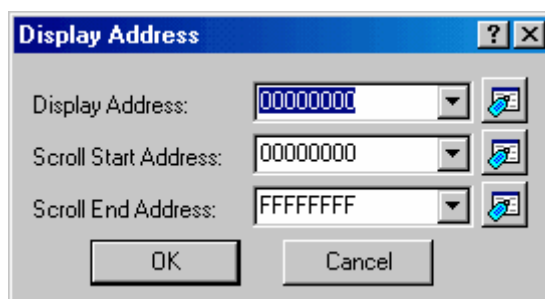 Display Address
Display Address: 00000000
Scroll Start Address: 00000000
Scroll End Address: FFFFFFFF
OK Cancel